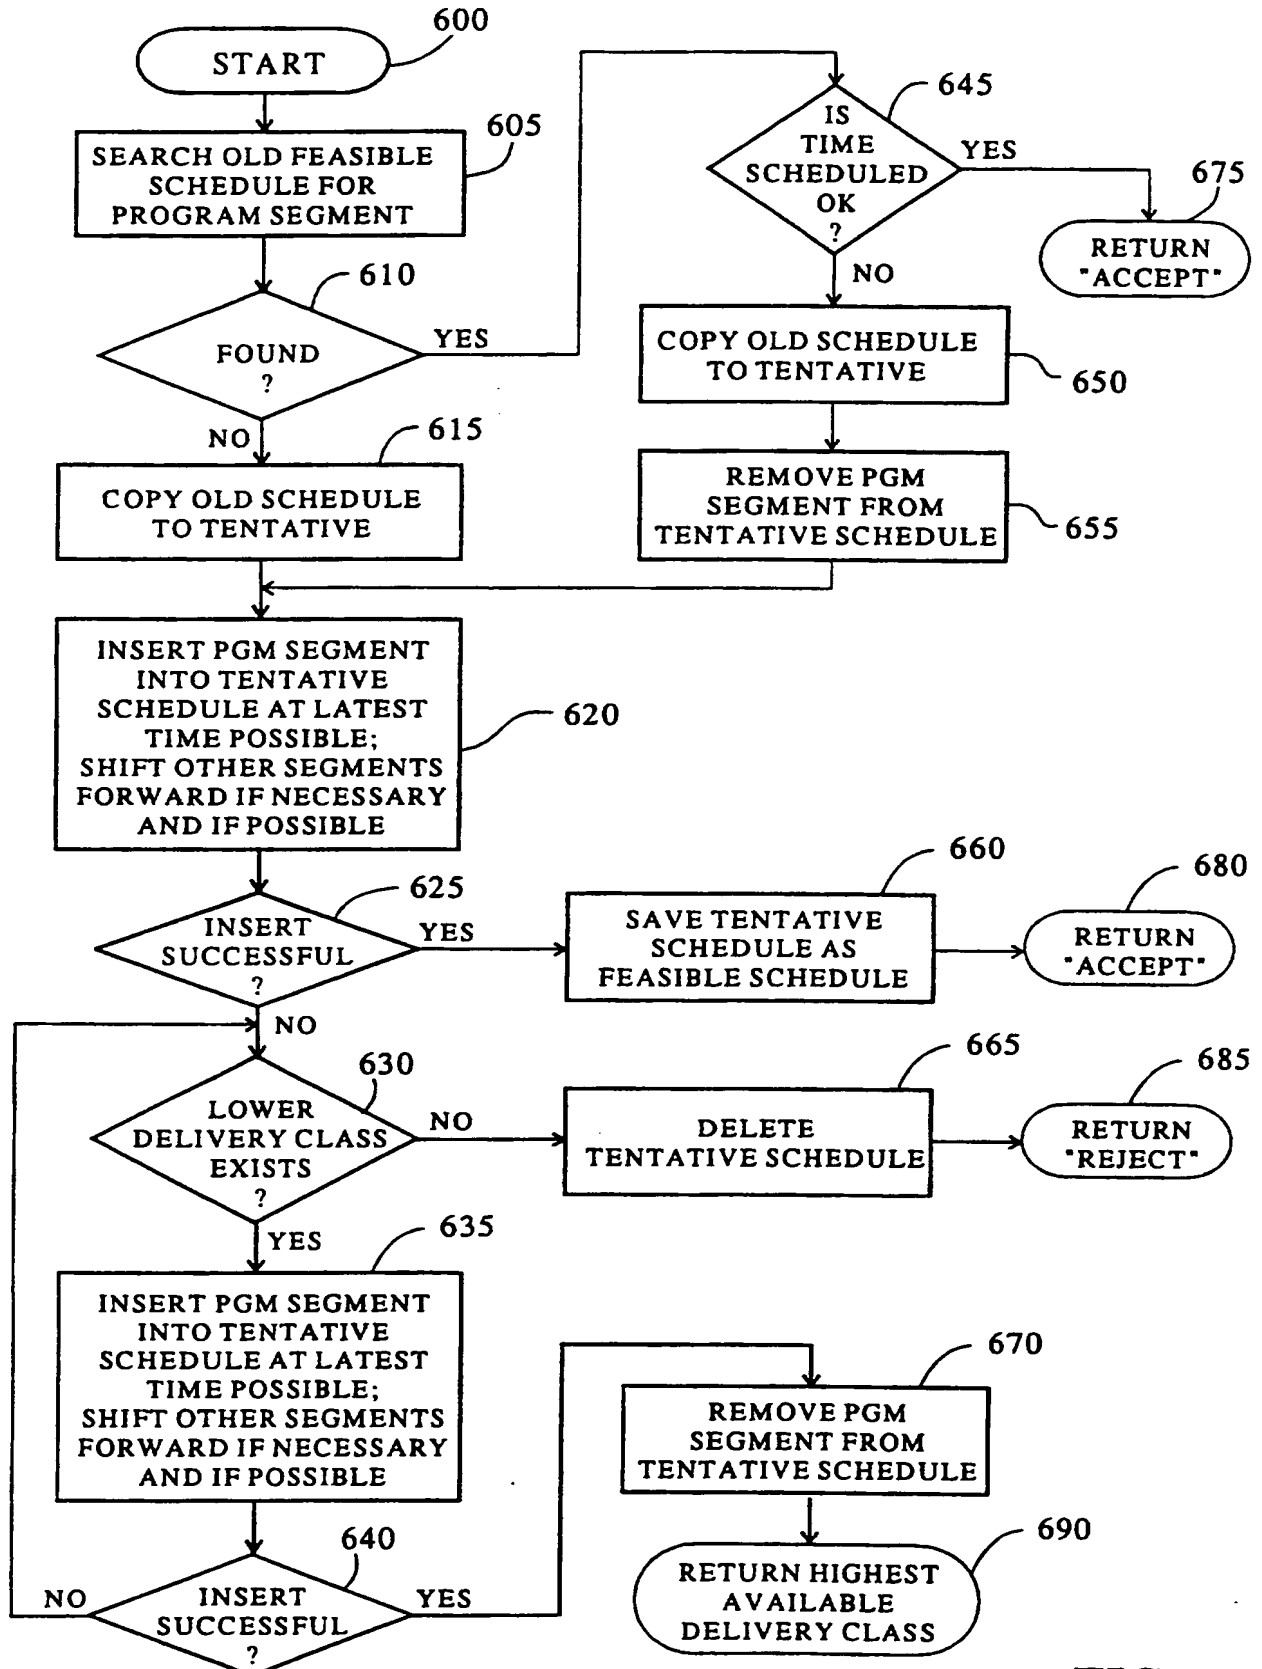 600
START
605
SEARCH OLD FEASIBLE
SCHEDULE FOR
PROGRAM SEGMENT
610
FOUND
?
YES
NO
615
COPY OLD SCHEDULE
TO TENTATIVE
645
IS
TIME
SCHEDULED
OK
?
YES
NO
675
RETURN
"ACCEPT"
COPY OLD SCHEDULE
TO TENTATIVE
650
REMOVE PGM
SEGMENT FROM
TENTATIVE SCHEDULE
655
INSERT PGM SEGMENT
INTO TENTATIVE
SCHEDULE AT LATEST
TIME POSSIBLE;
SHIFT OTHER SEGMENTS
FORWARD IF NECESSARY
AND IF POSSIBLE
620
625
INSERT
SUCCESSFUL
?
YES
NO
660
SAVE TENTATIVE
SCHEDULE AS
FEASIBLE SCHEDULE
680
RETURN
"ACCEPT"
630
LOWER
DELIVERY CLASS
EXISTS
?
NO
YES
665
DELETE
TENTATIVE SCHEDULE
685
RETURN
"REJECT"
635
INSERT PGM SEGMENT
INTO TENTATIVE
SCHEDULE AT LATEST
TIME POSSIBLE;
SHIFT OTHER SEGMENTS
FORWARD IF NECESSARY
AND IF POSSIBLE
640
INSERT
SUCCESSFUL
?
NO
YES
670
REMOVE PGM
SEGMENT FROM
TENTATIVE SCHEDULE
690
RETURN HIGHEST
AVAILABLE
DELIVERY CLASS